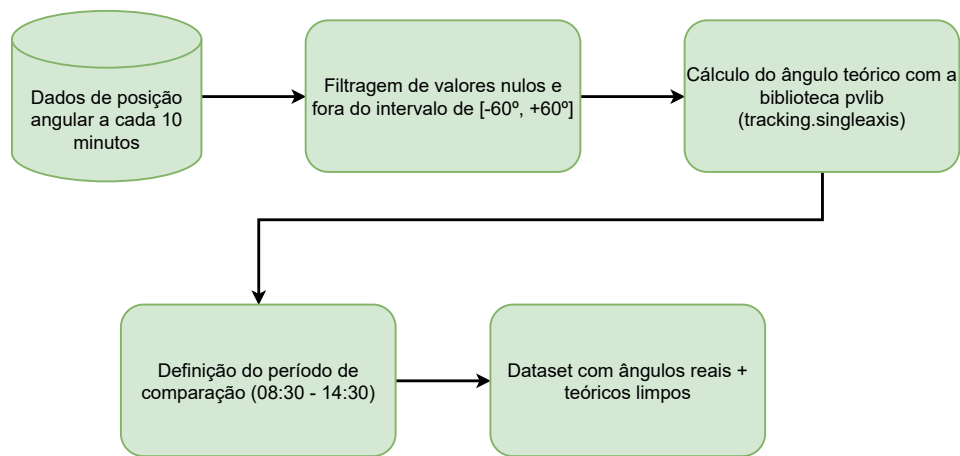 Dados de posição
angular a cada 10
minutos
Filtragem de valores nulos e
fora do intervalo de [-60º, +60º]
Cálculo do ângulo teórico com a
biblioteca pvlib
(tracking.singleaxis)
Definição do período de
comparação (08:30 - 14:30)
Dataset com ângulos reais +
teóricos limpos